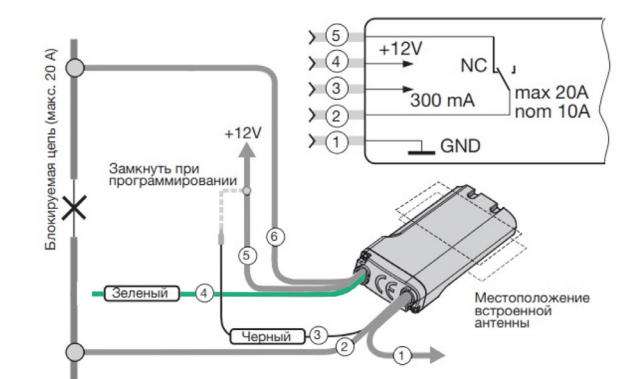 Блокируемая цепь (макс. 20 А)
5
4
3
2
1
+12V
300 mA
NC
max 20A
nom 10A
GND
+12V
Замкнуть при
программировании
6
5
Зеленый
4
Черный
3
2
1
Местоположение
встроенной
антенны